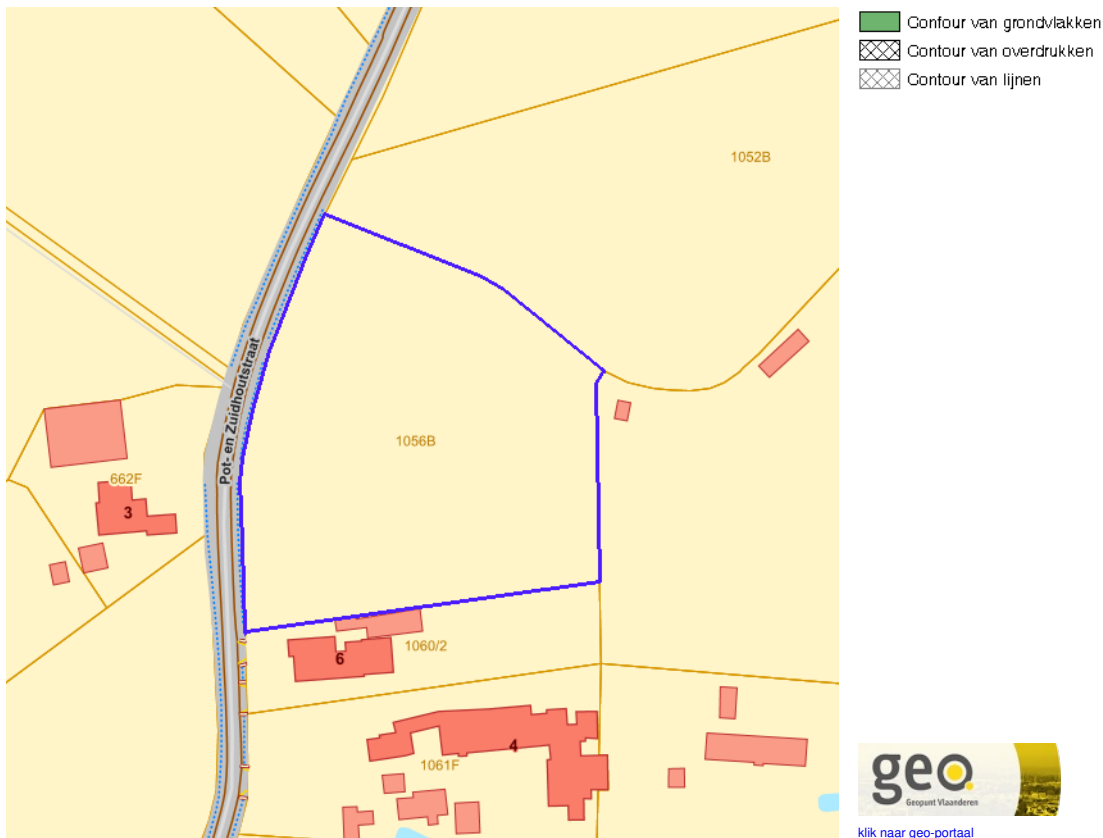 Contour van grondvlakken
Contour van overdrukken
Contour van lijnen
1052B
Pot- en Zuidhoutstraat
1056B
662F
3
1060/2
6
4
1061F
geo
Geopunt Vlaanderen
klik naar geo-portaal